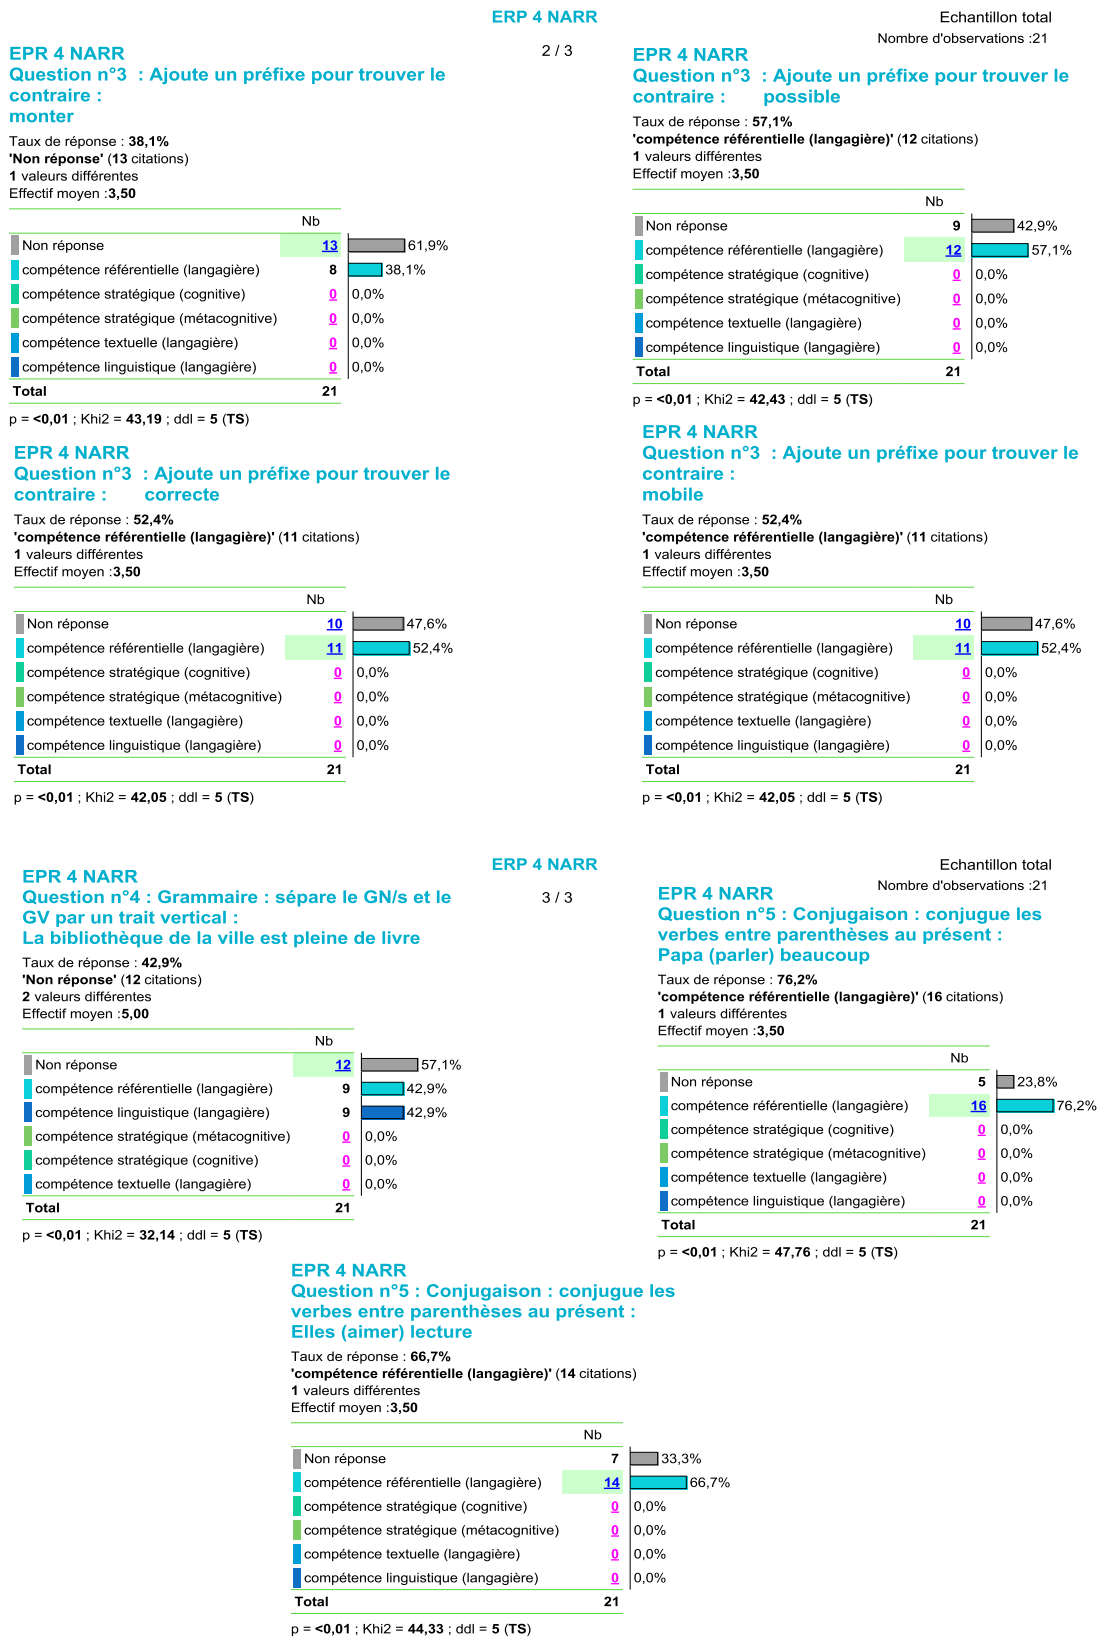 ERP 4 NARR
Echantillon total
Nombre d'observations :21
2 / 3
EPR 4 NARR
Question n°3  : Ajoute un préfixe pour trouver le
contraire :
monter
Taux de réponse : 38,1%
'Non réponse' (13 citations)
1 valeurs différentes
Effectif moyen :3,50
Nb
Non réponse 13 61,9%
compétence référentielle (langagière) 8 38,1%
compétence stratégique (cognitive) 0 0,0%
compétence stratégique (métacognitive) 0 0,0%
compétence textuelle (langagière) 0 0,0%
compétence linguistique (langagière) 0 0,0%
Total 21
p = <0,01 ; Khi2 = 43,19 ; ddl = 5 (TS)
EPR 4 NARR
Question n°3  : Ajoute un préfixe pour trouver le
contraire : possible
Taux de réponse : 57,1%
'compétence référentielle (langagière)' (12 citations)
1 valeurs différentes
Effectif moyen :3,50
Nb
Non réponse 9 42,9%
compétence référentielle (langagière) 12 57,1%
compétence stratégique (cognitive) 0 0,0%
compétence stratégique (métacognitive) 0 0,0%
compétence textuelle (langagière) 0 0,0%
compétence linguistique (langagière) 0 0,0%
Total 21
p = <0,01 ; Khi2 = 42,43 ; ddl = 5 (TS)
EPR 4 NARR
Question n°3  : Ajoute un préfixe pour trouver le
contraire : correcte
Taux de réponse : 52,4%
'compétence référentielle (langagière)' (11 citations)
1 valeurs différentes
Effectif moyen :3,50
Nb
Non réponse 10 47,6%
compétence référentielle (langagière) 11 52,4%
compétence stratégique (cognitive) 0 0,0%
compétence stratégique (métacognitive) 0 0,0%
compétence textuelle (langagière) 0 0,0%
compétence linguistique (langagière) 0 0,0%
Total 21
p = <0,01 ; Khi2 = 42,05 ; ddl = 5 (TS)
EPR 4 NARR
Question n°3  : Ajoute un préfixe pour trouver le
contraire :
mobile
Taux de réponse : 52,4%
'compétence référentielle (langagière)' (11 citations)
1 valeurs différentes
Effectif moyen :3,50
Nb
Non réponse 10 47,6%
compétence référentielle (langagière) 11 52,4%
compétence stratégique (cognitive) 0 0,0%
compétence stratégique (métacognitive) 0 0,0%
compétence textuelle (langagière) 0 0,0%
compétence linguistique (langagière) 0 0,0%
Total 21
p = <0,01 ; Khi2 = 42,05 ; ddl = 5 (TS)
ERP 4 NARR
Echantillon total
Nombre d'observations :21
3 / 3
EPR 4 NARR
Question n°4 : Grammaire : sépare le GN/s et le
GV par un trait vertical :
La bibliothèque de la ville est pleine de livre
Taux de réponse : 42,9%
'Non réponse' (12 citations)
2 valeurs différentes
Effectif moyen :5,00
Nb
Non réponse 12 57,1%
compétence référentielle (langagière) 9 42,9%
compétence linguistique (langagière) 9 42,9%
compétence stratégique (métacognitive) 0 0,0%
compétence stratégique (cognitive) 0 0,0%
compétence textuelle (langagière) 0 0,0%
Total 21
p = <0,01 ; Khi2 = 32,14 ; ddl = 5 (TS)
EPR 4 NARR
Question n°5 : Conjugaison : conjugue les
verbes entre parenthèses au présent :
Papa (parler) beaucoup
Taux de réponse : 76,2%
'compétence référentielle (langagière)' (16 citations)
1 valeurs différentes
Effectif moyen :3,50
Nb
Non réponse 5 23,8%
compétence référentielle (langagière) 16 76,2%
compétence stratégique (cognitive) 0 0,0%
compétence stratégique (métacognitive) 0 0,0%
compétence textuelle (langagière) 0 0,0%
compétence linguistique (langagière) 0 0,0%
Total 21
p = <0,01 ; Khi2 = 47,76 ; ddl = 5 (TS)
EPR 4 NARR
Question n°5 : Conjugaison : conjugue les
verbes entre parenthèses au présent :
Elles (aimer) lecture
Taux de réponse : 66,7%
'compétence référentielle (langagière)' (14 citations)
1 valeurs différentes
Effectif moyen :3,50
Nb
Non réponse 7 33,3%
compétence référentielle (langagière) 14 66,7%
compétence stratégique (cognitive) 0 0,0%
compétence stratégique (métacognitive) 0 0,0%
compétence textuelle (langagière) 0 0,0%
compétence linguistique (langagière) 0 0,0%
Total 21
p = <0,01 ; Khi2 = 44,33 ; ddl = 5 (TS)